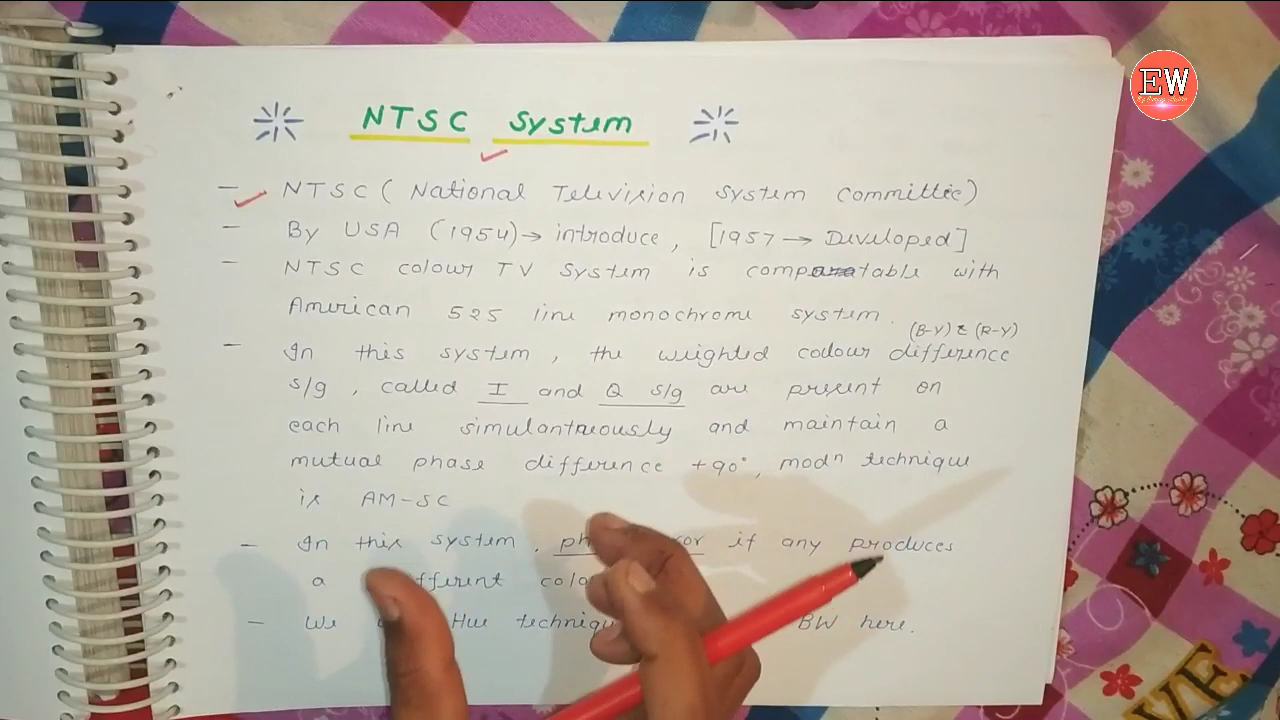 EW
NTSC System
- NTSC ( National Television System Committee)
- By USA (1954) → introduce, [1957 → Developed]
- NTSC colour TV System is compatable with
American 525 line monochrome system.
(B-Y) & (R-Y)
- In this system, the weighted colour difference
s/g, called I and Q s/g are present on
each line simulantneously and maintain a
mutual phase difference +90°, modn technique
is AM-SC
- In this system, if any produces
a
- We Hue BW here.
VE